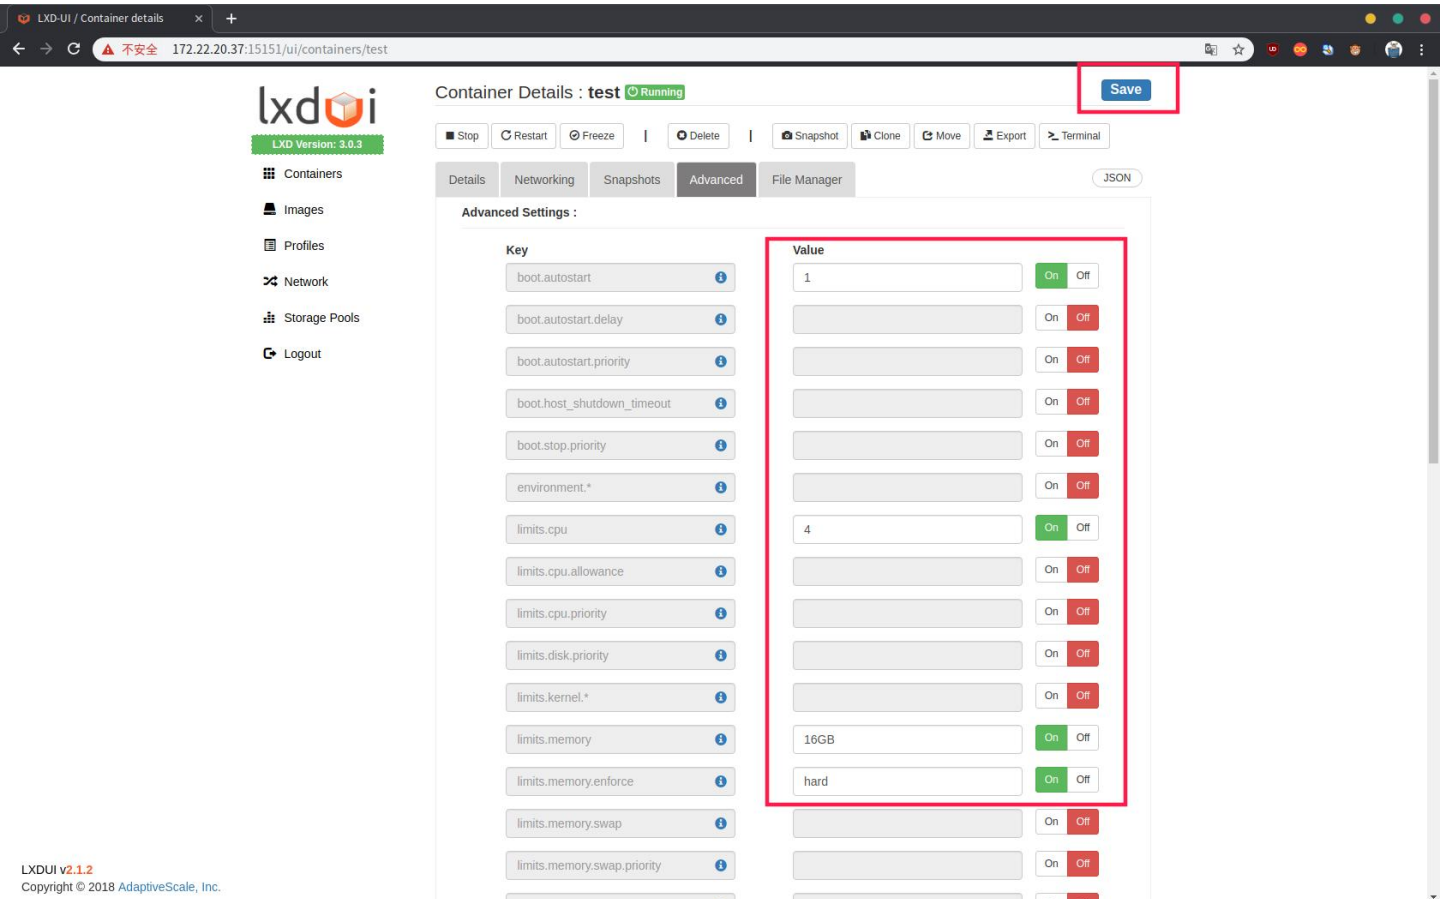 LXD-UI / Container details
不安全 172.22.20.37:15151/ui/containers/test
lxdui
LXD Version: 3.0.3
Containers
Images
Profiles
Network
Storage Pools
Logout
Container Details : test Running
Save
Stop Restart Freeze | Delete | Snapshot Clone Move Export Terminal
Details Networking Snapshots Advanced File Manager JSON
Advanced Settings :
Key Value
boot.autostart 1 On Off
boot.autostart.delay On Off
boot.autostart.priority On Off
boot.host_shutdown_timeout On Off
boot.stop.priority On Off
environment.* On Off
limits.cpu 4 On Off
limits.cpu.allowance On Off
limits.cpu.priority On Off
limits.disk.priority On Off
limits.kernel.* On Off
limits.memory 16GB On Off
limits.memory.enforce hard On Off
limits.memory.swap On Off
limits.memory.swap.priority On Off
LXDUI v2.1.2
Copyright © 2018 AdaptiveScale, Inc.